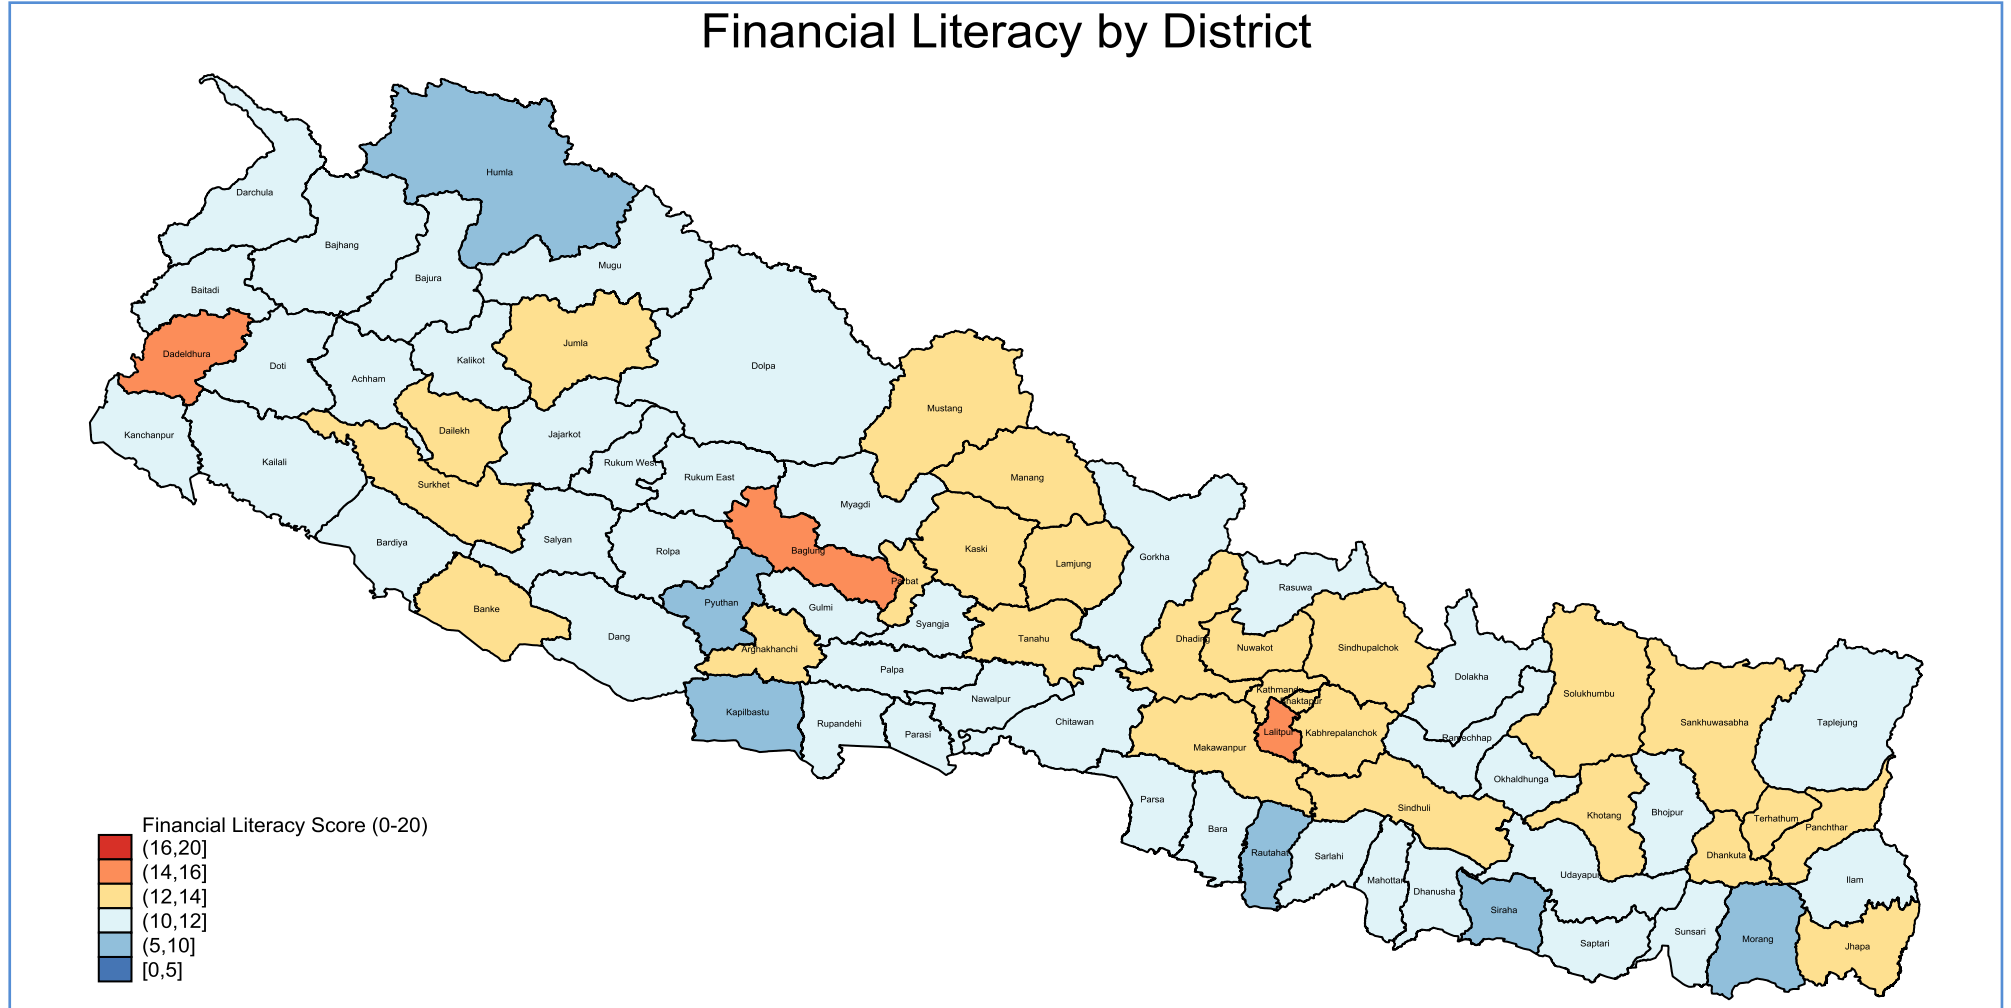 Financial Literacy by District
Humla
Darchula
Bajhang
Mugu
Bajura
Baitadi
Jumla
Dadeldhura
Kalikot
Doti
Dolpa
Achham
Mustang
Dailekh
Jajarkot
Kanchanpur
Kailali
Rukum West
Rukum East
Manang
Surkhet
Myagdi
Salyan
Bardiya
Rolpa
Baglung
Kaski
Gorkha
Lamjung
Parbat
Rasuwa
Pyuthan
Gulmi
Banke
Syangja
Dang
Tanahu
Dhading
Nuwakot
Sindhupalchok
Arghakhanchi
Palpa
Dolakha
Kathmandu
Solukhumbu
Nawalpur
Bhaktapur
Kapilbastu
Rupandehi
Chitawan
Sankhuwasabha
Taplejung
Parasi
Lalitpur
Kabhrepalanchok
Ramechhap
Makawanpur
Okhaldhunga
Parsa
Sindhuli
Bhojpur
Khotang
Terhathum
Panchthar
Bara
Rautahat
Sarlahi
Dhankuta
Udayapur
Mahottari
Ilam
Dhanusha
Siraha
Sunsari
Morang
Saptari
Jhapa
Financial Literacy Score (0-20)
(16,20]
(14,16]
(12,14]
(10,12]
(5,10]
[0,5]